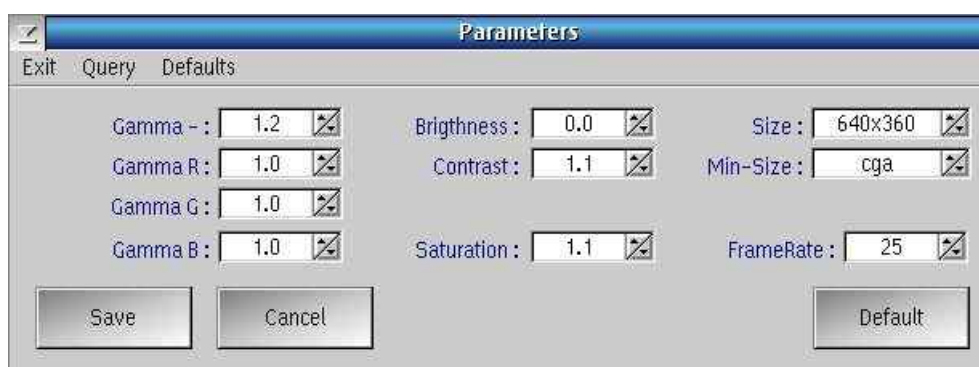 Parameters
Exit Query Defaults
Gamma - : 1.2 Brigthness : 0.0 Size : 640x360
Gamma R : 1.0 Contrast : 1.1 Min-Size : cga
Gamma G : 1.0
Gamma B : 1.0 Saturation : 1.1 FrameRate : 25
Save Cancel Default